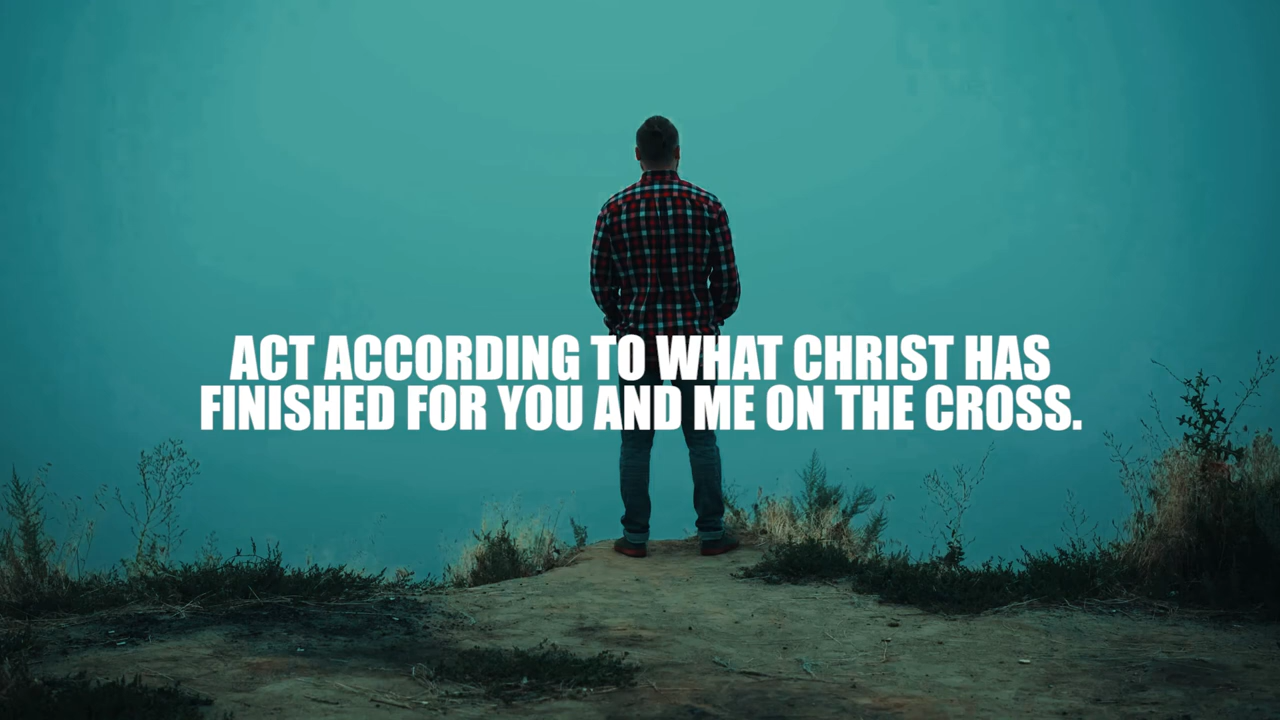 ACT ACCORDING TO WHAT CHRIST HAS
FINISHED FOR YOU AND ME ON THE CROSS.